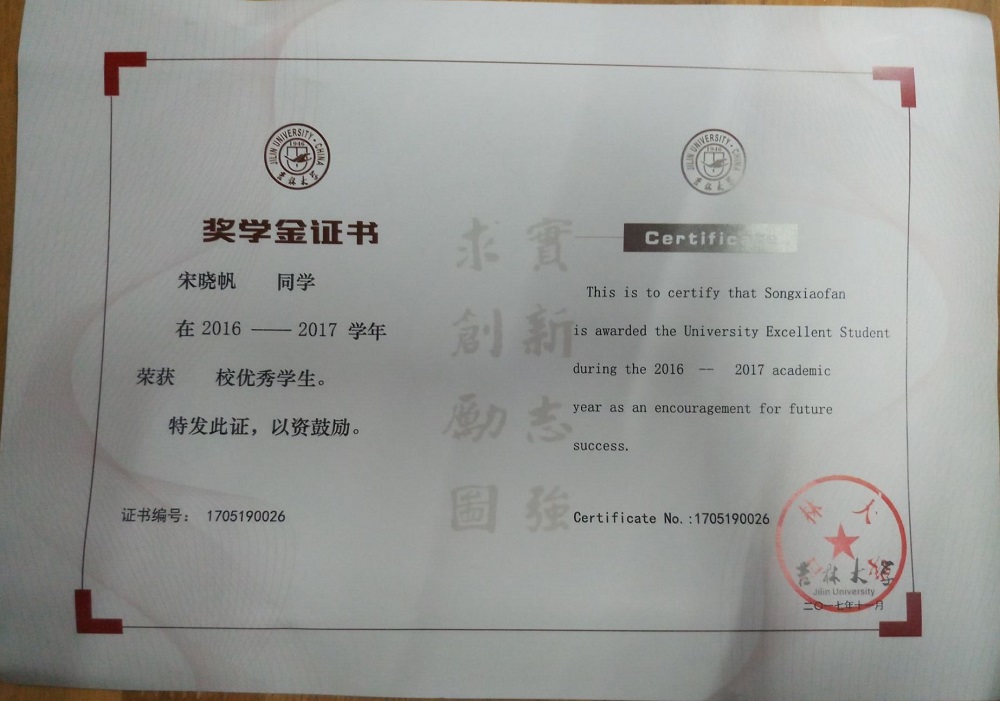 JILIN UNIVERSITY · CHINA
1946
吉林大学
奖学金证书
宋晓帆 同学
在 2016 —— 2017 学年
荣获 校优秀学生。
特发此证，以资鼓励。
证书编号： 1705190026
求實
創新
勵志
圖強
JILIN UNIVERSITY · CHINA
1946
吉林大学
Certificate
This is to certify that Songxiaofan
is awarded the University Excellent Student
during the 2016 -- 2017 academic
year as an encouragement for future
success.
Certificate No.:1705190026
吉林大学
Jilin University
二〇一七年十一月